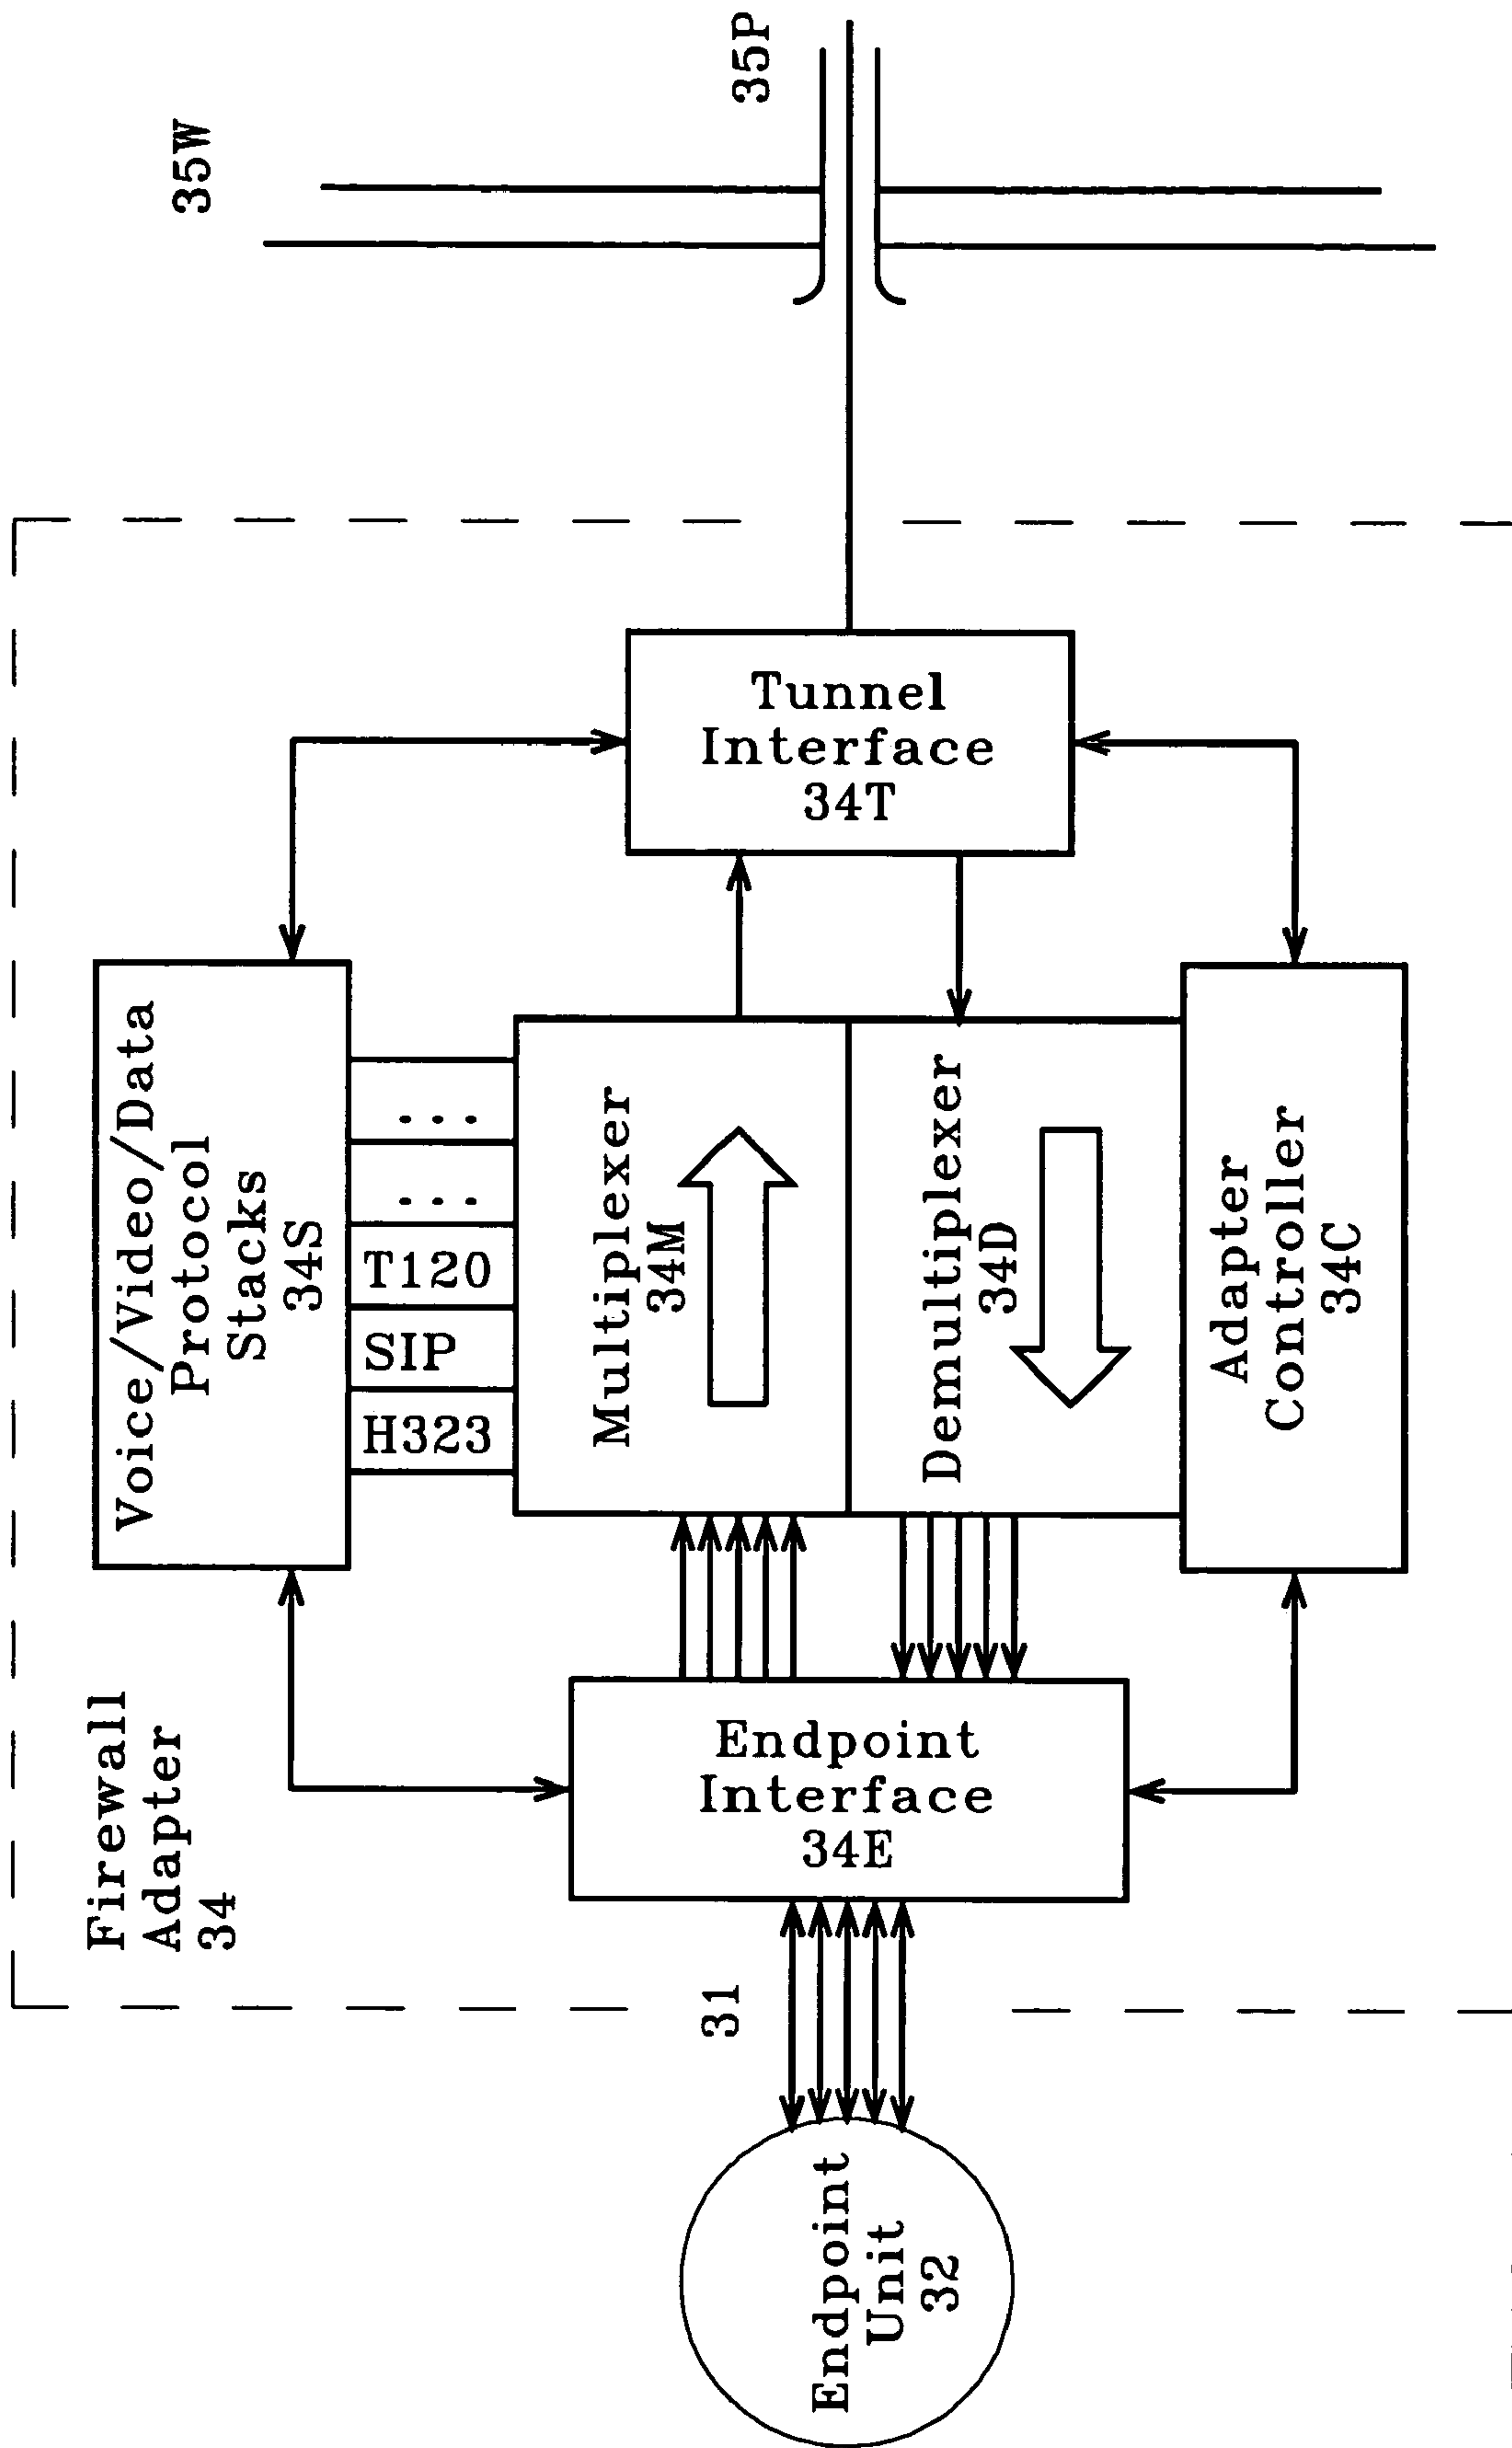 Firewall
Adapter
34
Voice/Video/Data
Protocol
Stacks
34S
H323
SIP
T120
...
...
Multiplexer
34M
Demultiplexer
34D
Adapter
Controller
34C
Endpoint
Interface
34E
Tunnel
Interface
34T
Endpoint
Unit
32
31
35W
35P